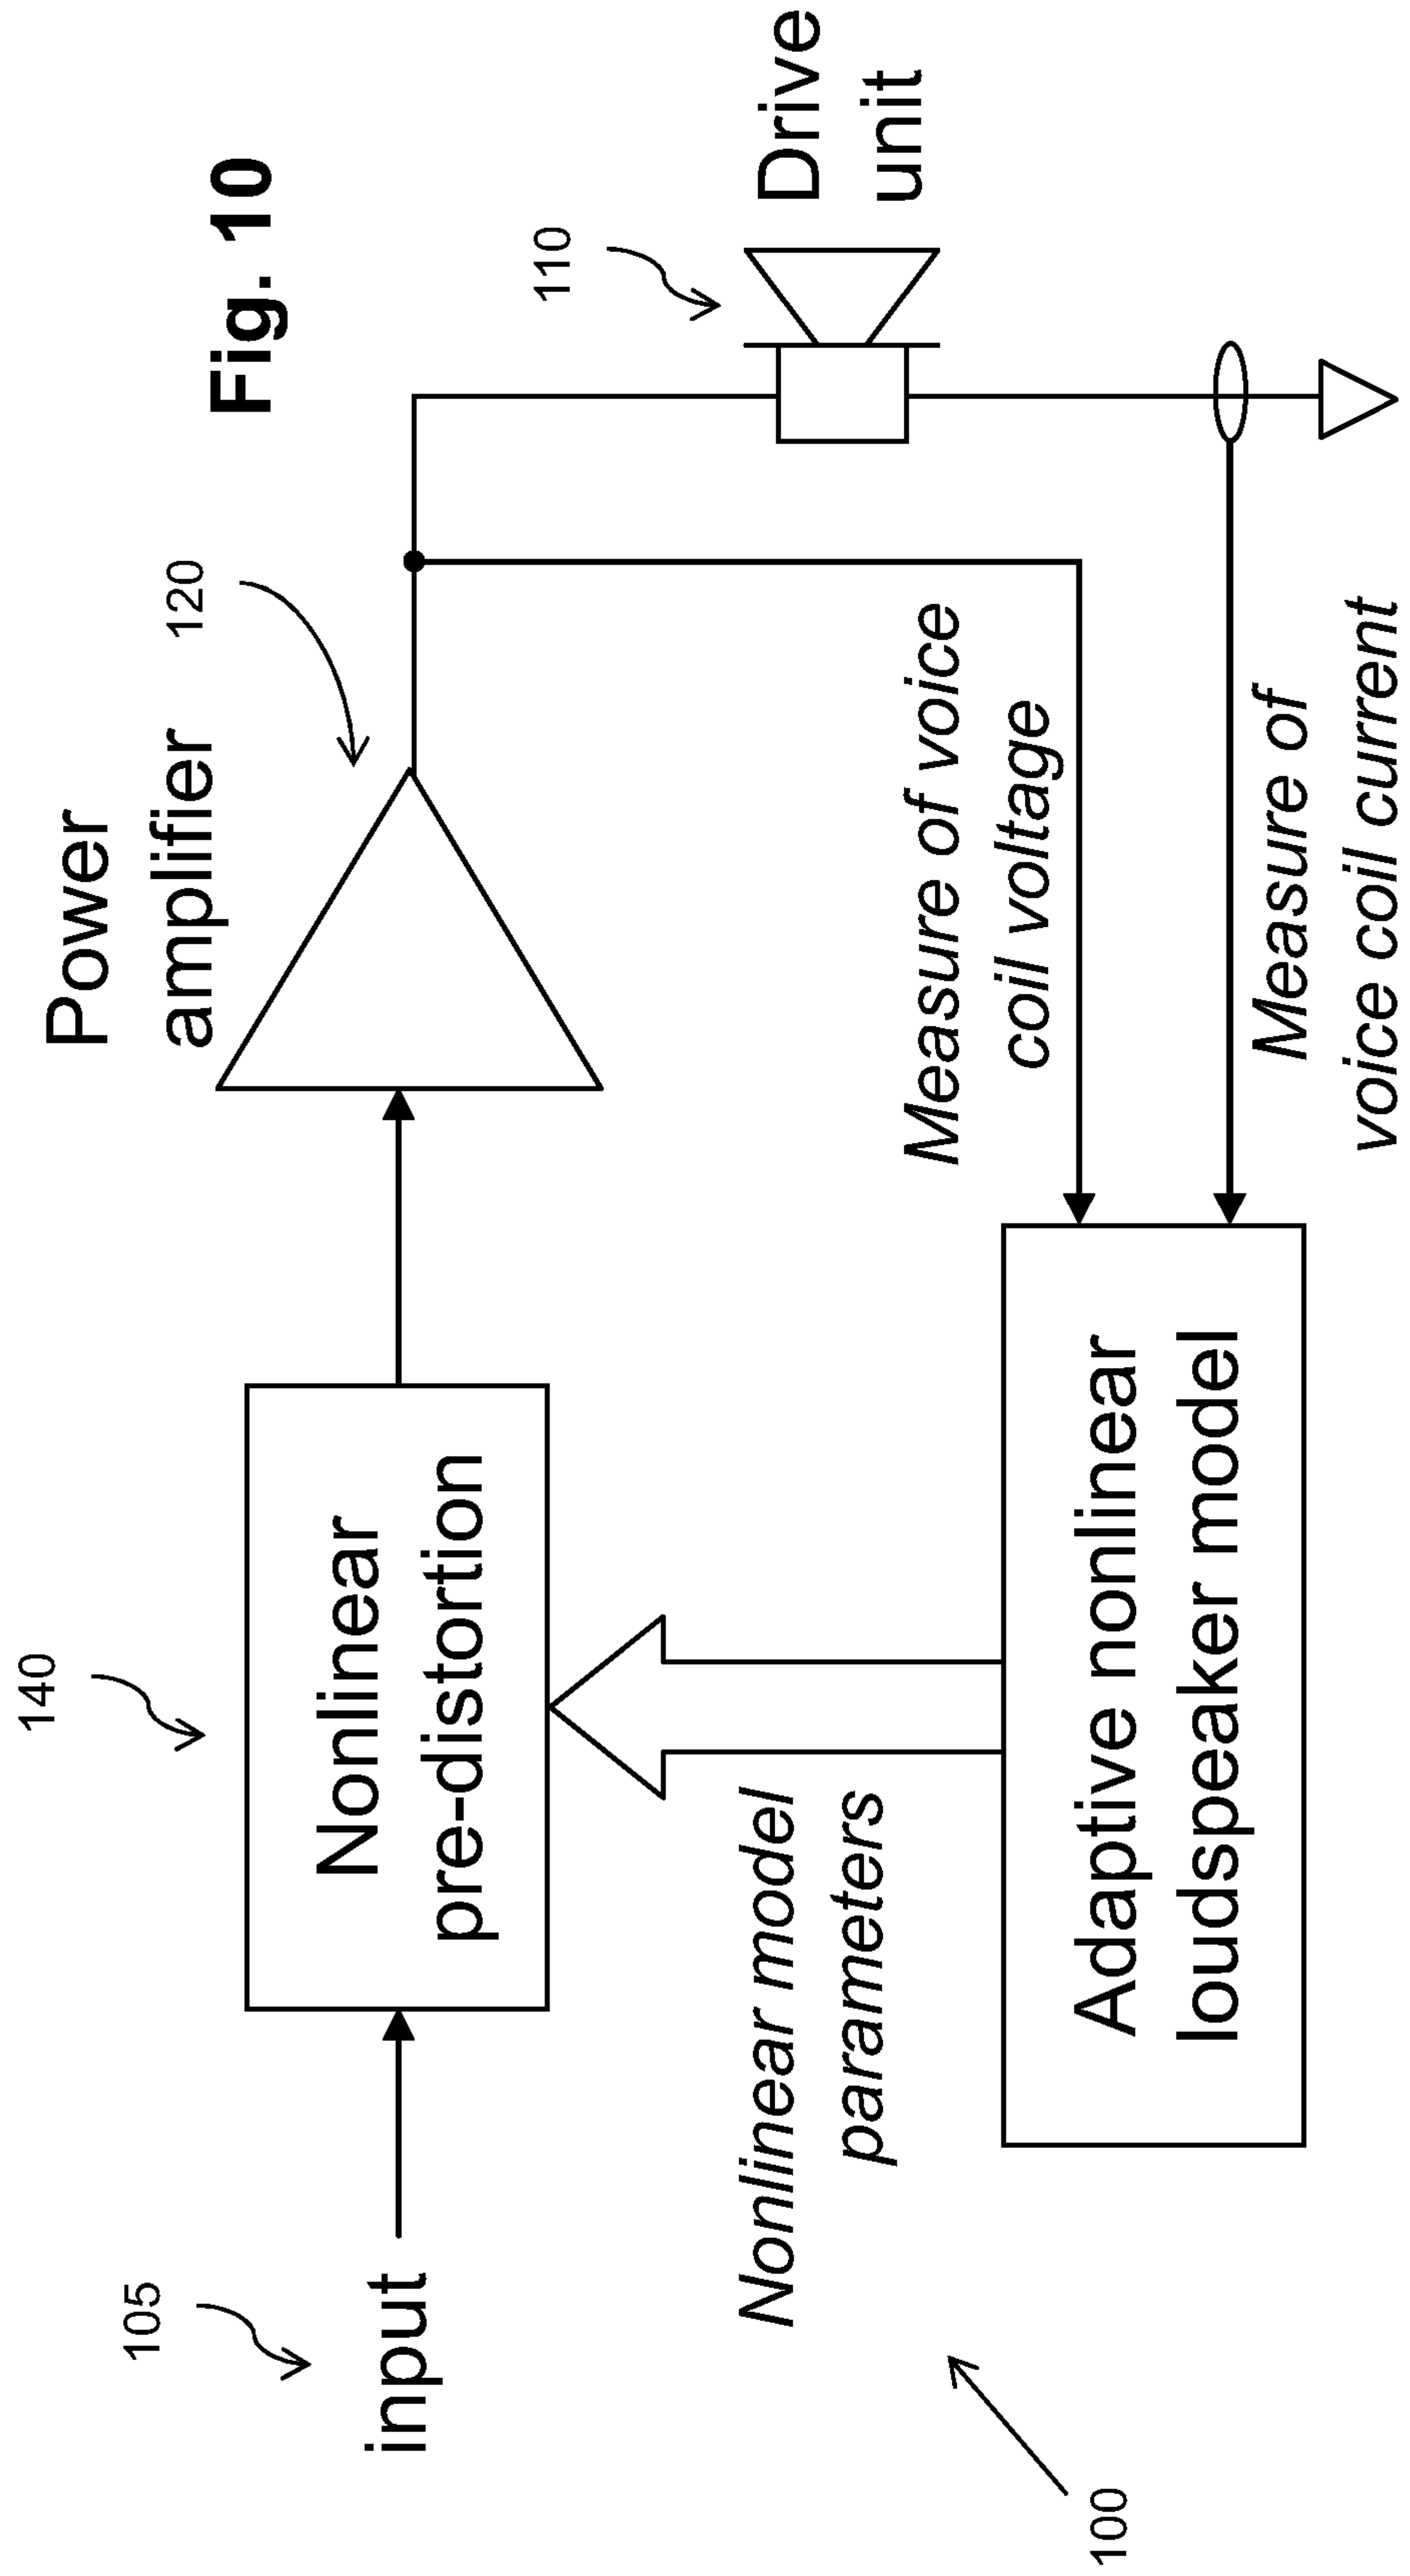 Fig. 10
Power
amplifier
120
140
105
input
Nonlinear
pre-distortion
110
Drive
unit
Measure of voice
coil voltage
Nonlinear model
parameters
Adaptive nonlinear
loudspeaker model
Measure of
voice coil current
100